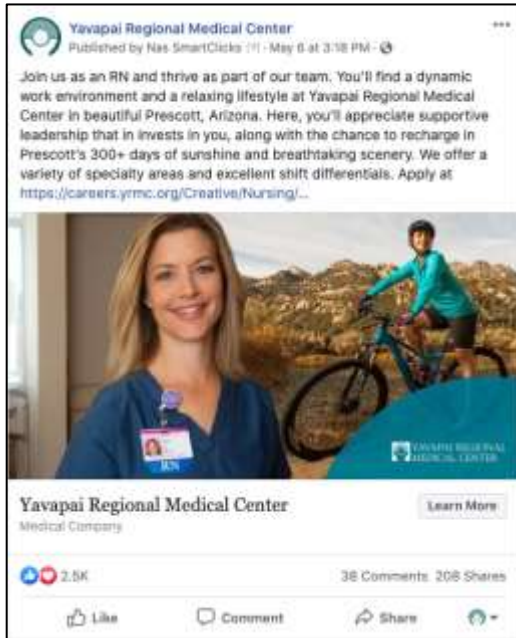 Yavapai Regional Medical Center
Published by Nas SmartClicks · May 6 at 3:18 PM ·
Join us as an RN and thrive as part of our team. You'll find a dynamic
work environment and a relaxing lifestyle at Yavapai Regional Medical
Center in beautiful Prescott, Arizona. Here, you'll appreciate supportive
leadership that in invests in you, along with the chance to recharge in
Prescott's 300+ days of sunshine and breathtaking scenery. We offer a
variety of specialty areas and excellent shift differentials. Apply at
https://careers.yrmc.org/Creative/Nursing/...
RN
YAVAPAI REGIONAL
MEDICAL CENTER
Yavapai Regional Medical Center
Learn More
Medical Company
2.5K
38 Comments 208 Shares
Like
Comment
Share